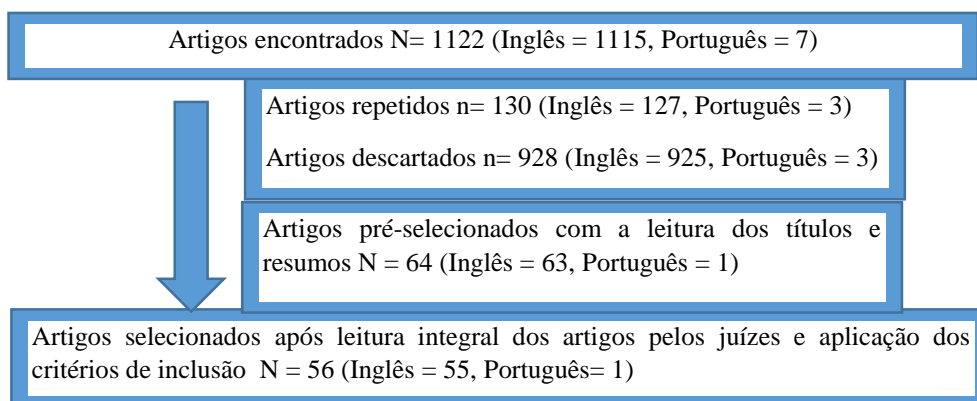 Artigos encontrados N= 1122 (Inglês = 1115, Português = 7)
Artigos repetidos n= 130 (Inglês = 127, Português = 3)
Artigos descartados n= 928 (Inglês = 925, Português = 3)
Artigos pré-selecionados com a leitura dos títulos e
resumos N = 64 (Inglês = 63, Português = 1)
Artigos selecionados após leitura integral dos artigos pelos juízes e aplicação dos
critérios de inclusão N = 56 (Inglês = 55, Português= 1)